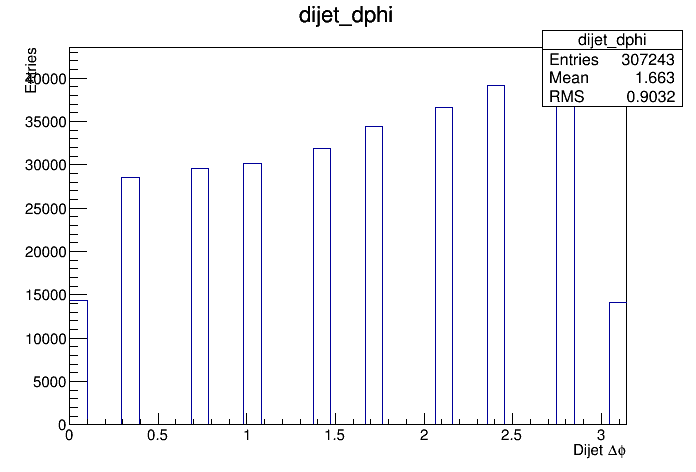 dijet_dphi
dijet_dphi
Entries 307243
Mean 1.663
RMS 0.9032
Entries
40000
35000
30000
25000
20000
15000
10000
5000
0
0 0.5 1 1.5 2 2.5 3
Dijet Δϕ